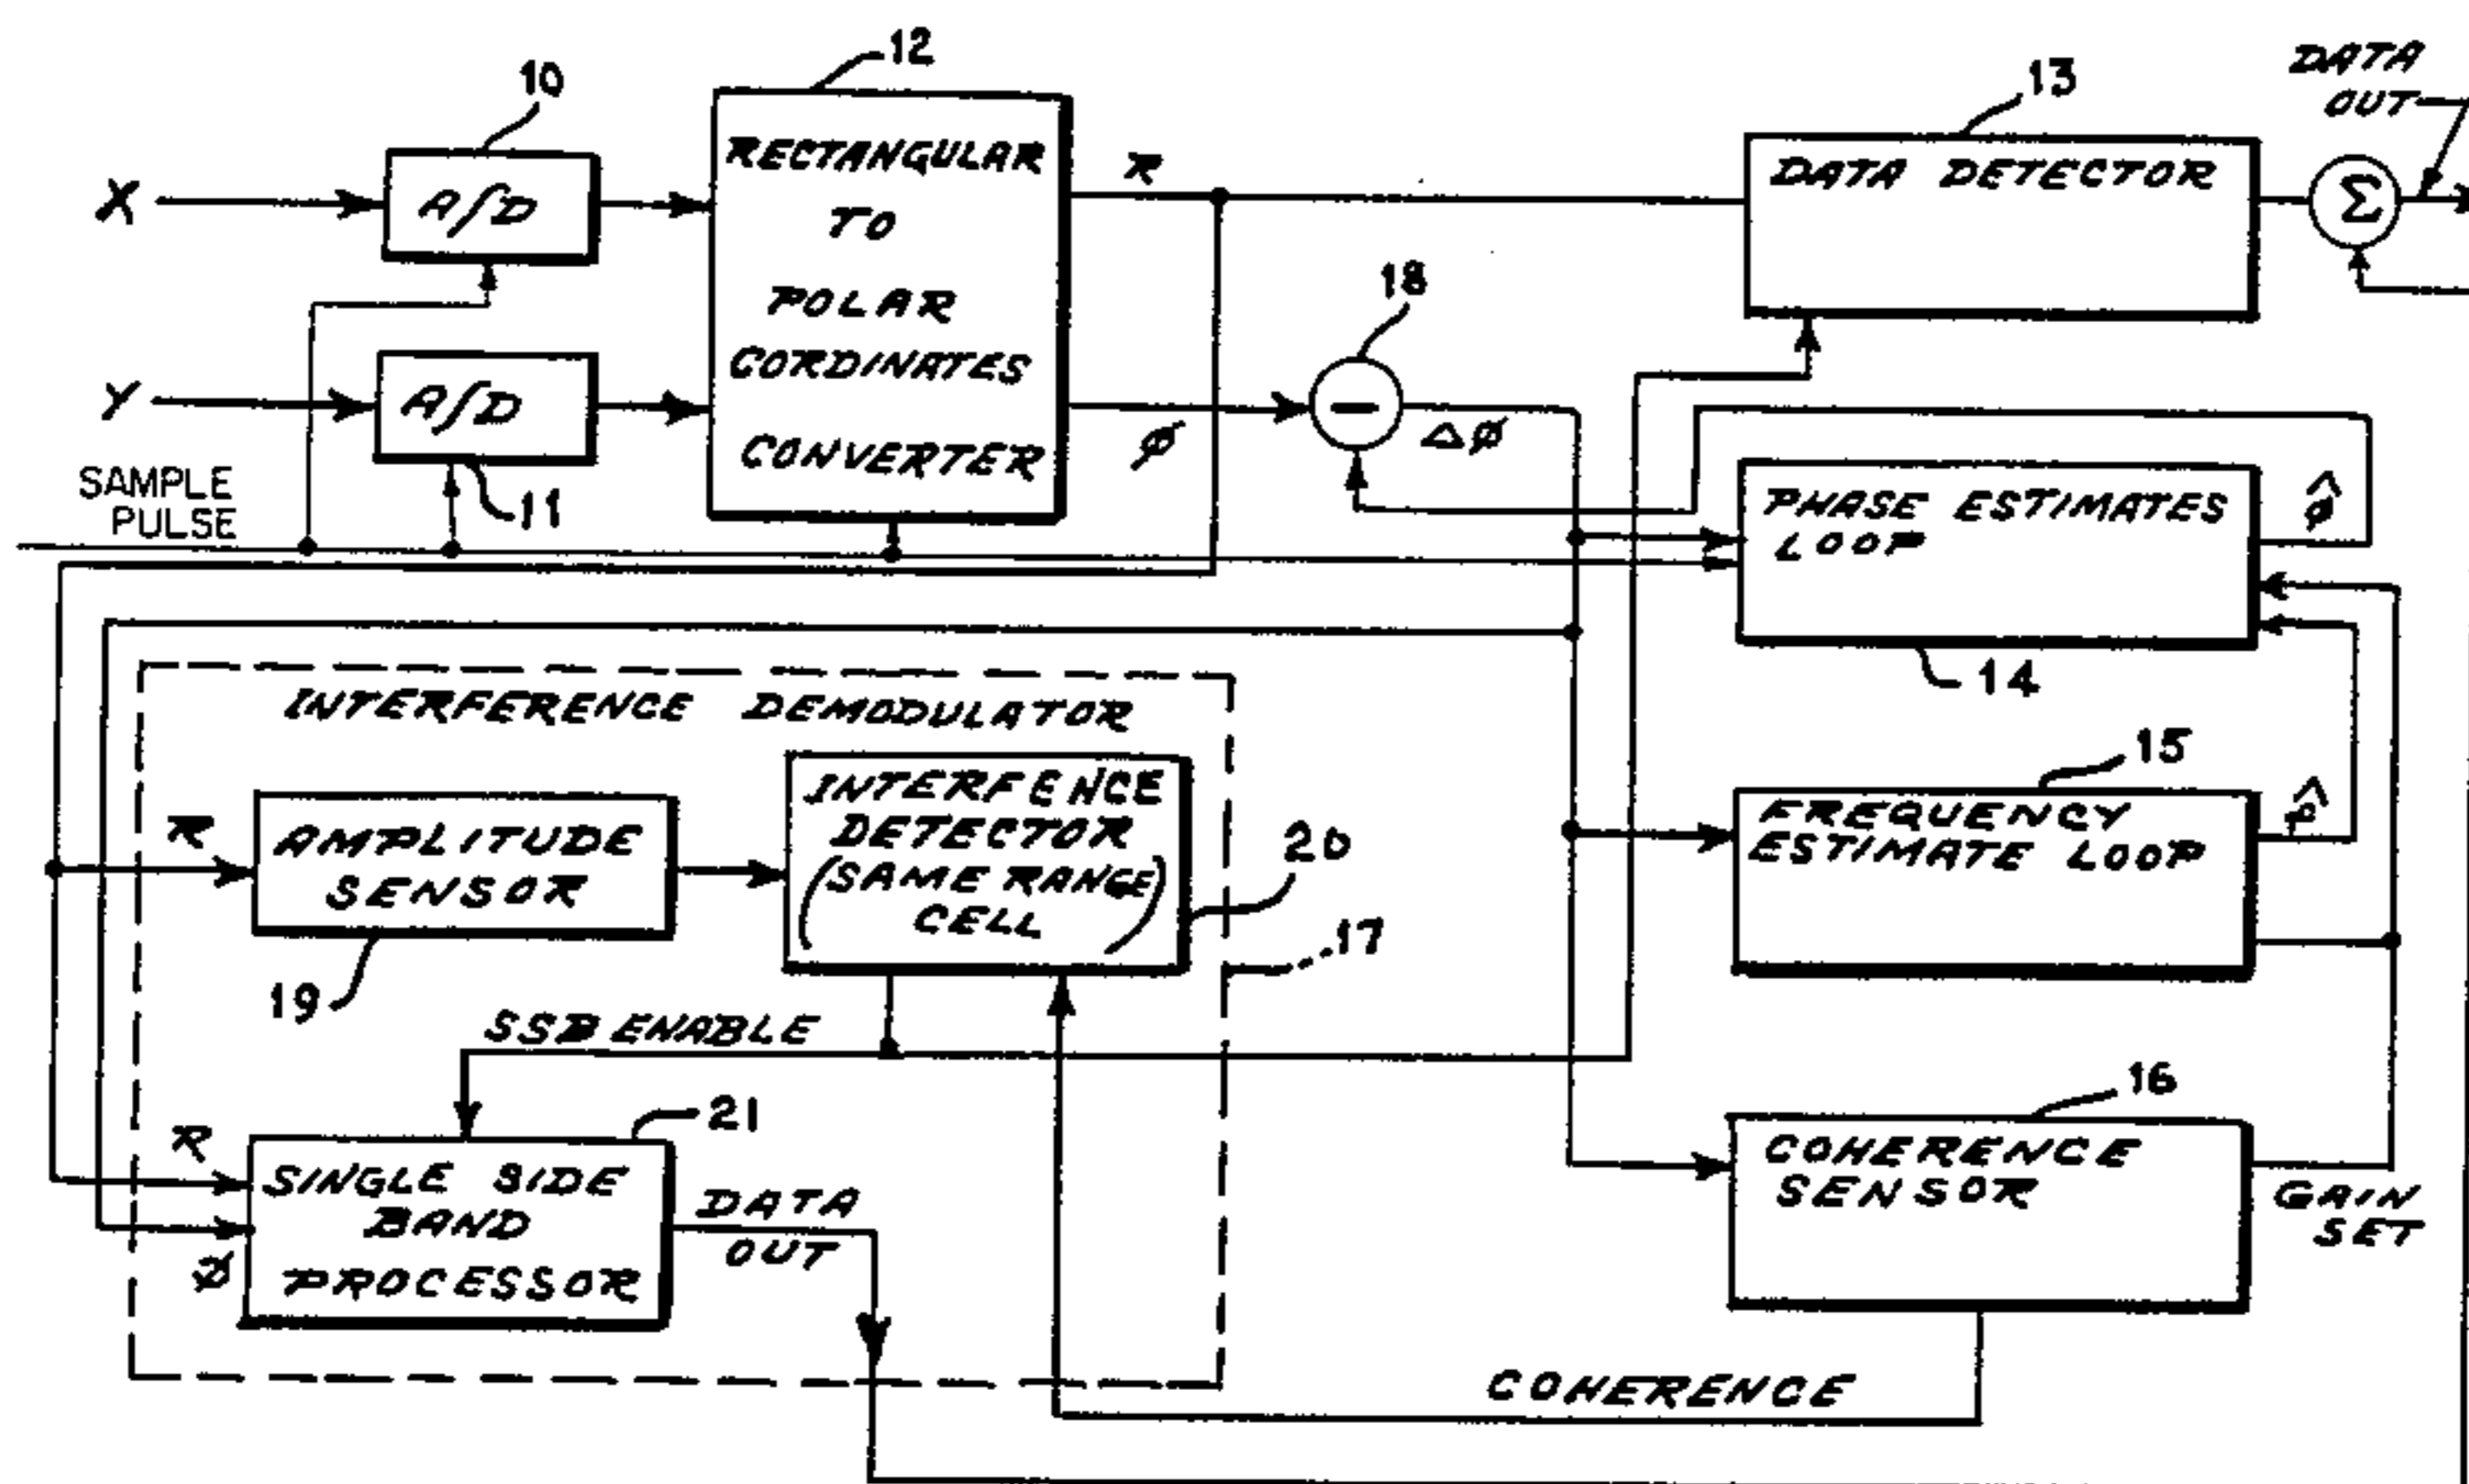 12
10
13
DATA
OUT
X
A/D
RECTANGULAR
TO
POLAR
CORDINATES
CONVERTER
R
DATA DETECTOR
Σ
18
Y
A/D
11
ø
−
Δø
SAMPLE
PULSE
PHASE ESTIMATES
LOOP
ø̂
14
INTERFERENCE DEMODULATOR
15
R
AMPLITUDE
SENSOR
19
INTERFENCE
DETECTOR
(SAME RANGE
CELL)
20
17
FREQUENCY
ESTIMATE LOOP
SSB ENABLE
16
21
R
ø
SINGLE SIDE
BAND
PROCESSOR
DATA
OUT
COHERENCE
SENSOR
GAIN
SET
COHERENCE